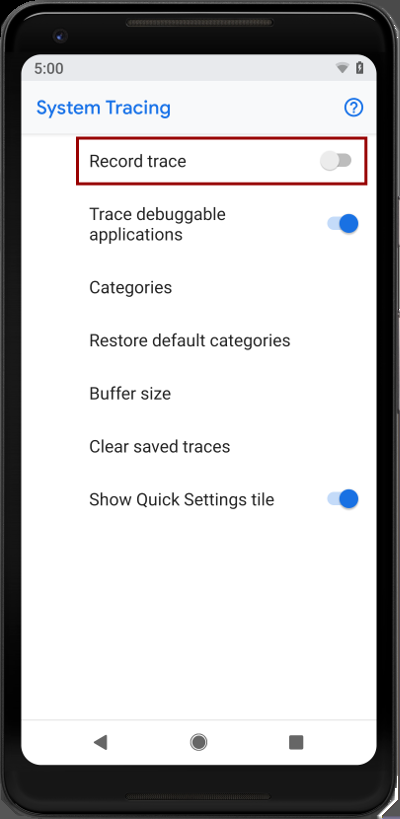 5:00
System Tracing
Record trace
Trace debuggable
applications
Categories
Restore default categories
Buffer size
Clear saved traces
Show Quick Settings tile